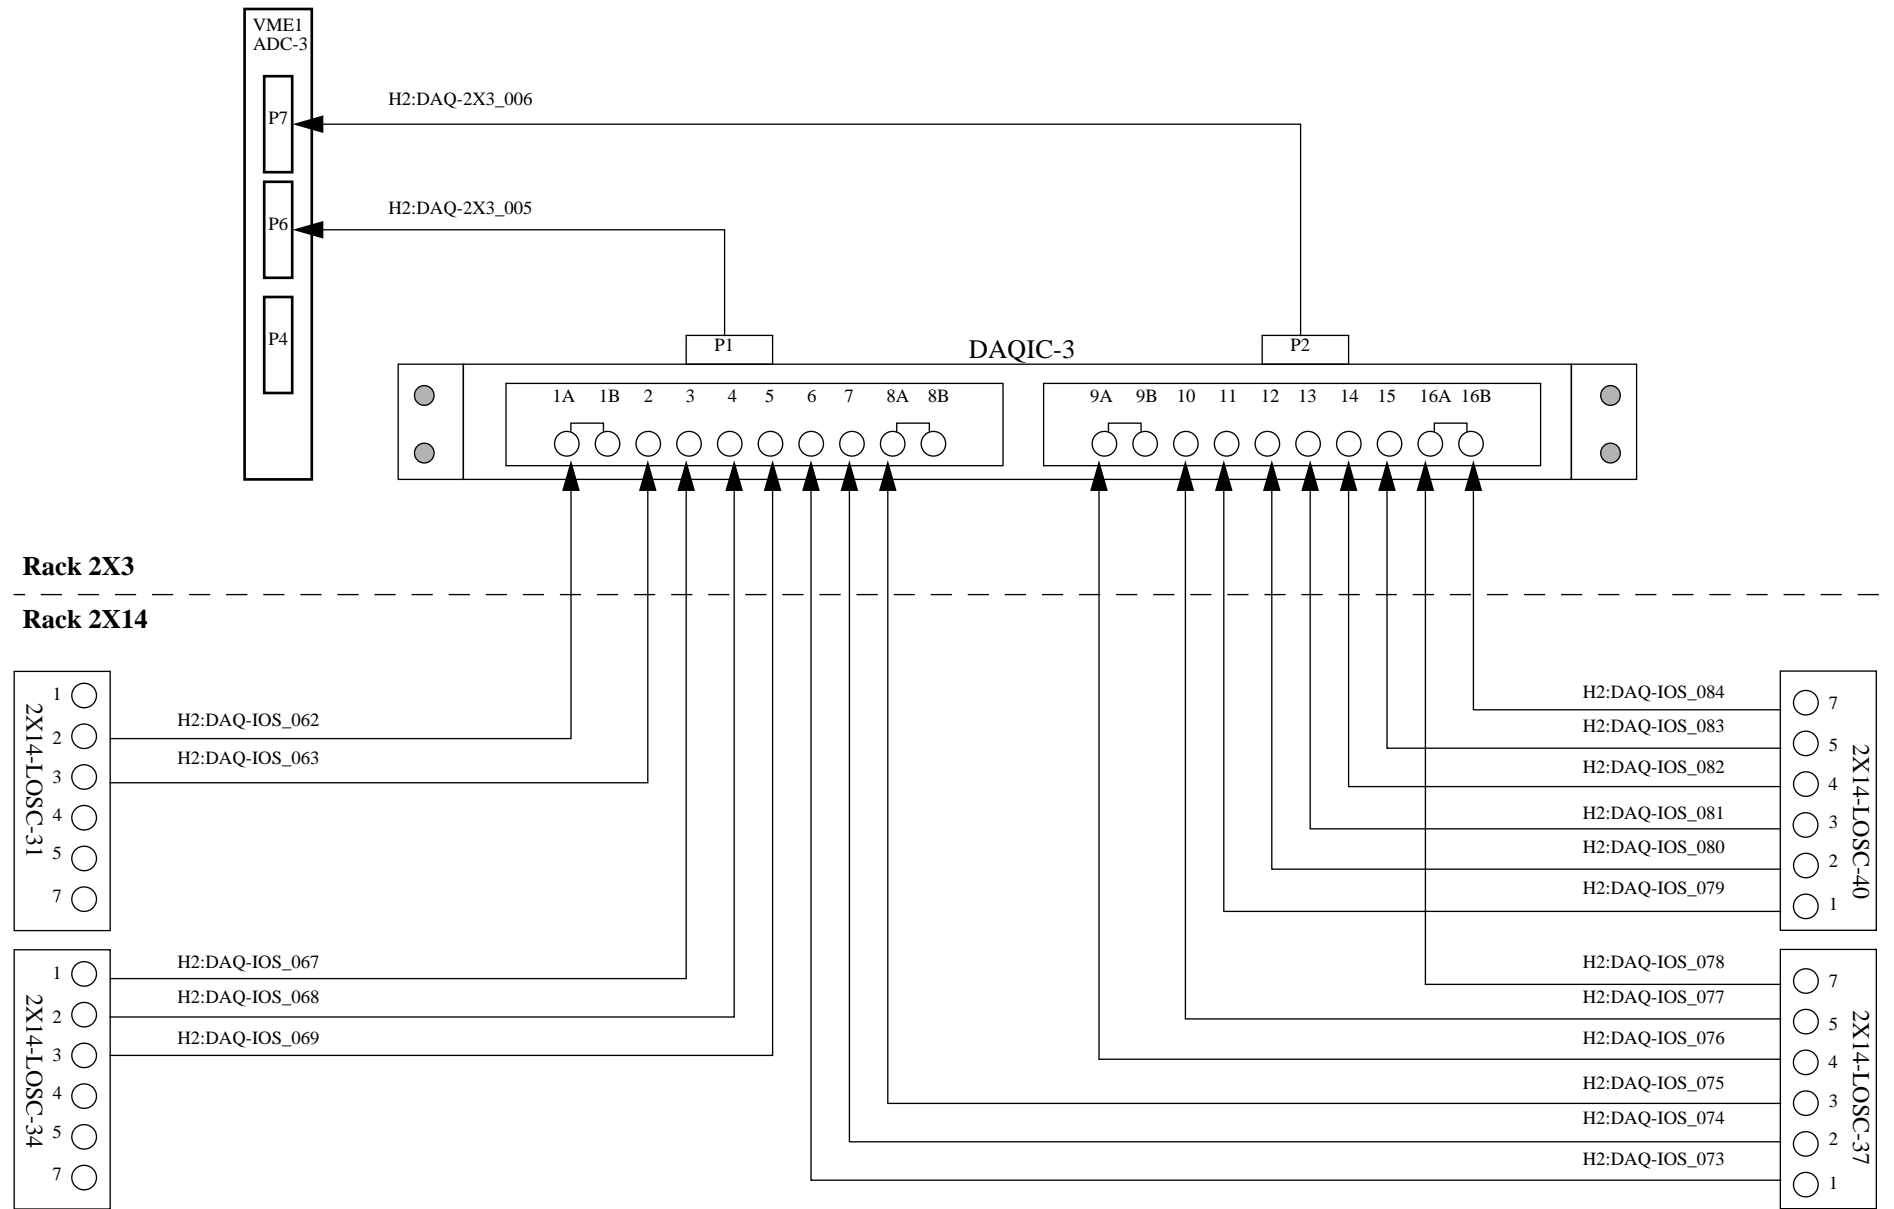 VME1
ADC-3
P7
P6
P4
H2:DAQ-2X3_006
H2:DAQ-2X3_005
P1
DAQIC-3
P2
1A 1B 2 3 4 5 6 7 8A 8B
9A 9B 10 11 12 13 14 15 16A 16B
Rack 2X3
Rack 2X14
2X14-LOSC-31
1
2
3
4
5
7
H2:DAQ-IOS_062
H2:DAQ-IOS_063
2X14-LOSC-34
1
2
3
4
5
7
H2:DAQ-IOS_067
H2:DAQ-IOS_068
H2:DAQ-IOS_069
H2:DAQ-IOS_084
H2:DAQ-IOS_083
H2:DAQ-IOS_082
H2:DAQ-IOS_081
H2:DAQ-IOS_080
H2:DAQ-IOS_079
7
5
4
3
2
1
2X14-LOSC-40
H2:DAQ-IOS_078
H2:DAQ-IOS_077
H2:DAQ-IOS_076
H2:DAQ-IOS_075
H2:DAQ-IOS_074
H2:DAQ-IOS_073
7
5
4
3
2
1
2X14-LOSC-37